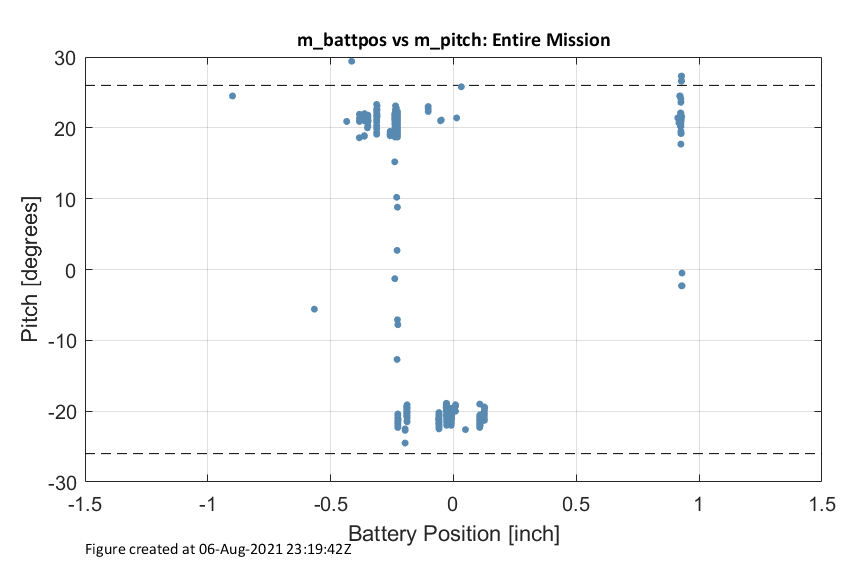 m_battpos vs m_pitch: Entire Mission
30
20
10
0
-10
-20
-30
Pitch [degrees]
-1.5 -1 -0.5 0 0.5 1 1.5
Battery Position [inch]
Figure created at 06-Aug-2021 23:19:42Z